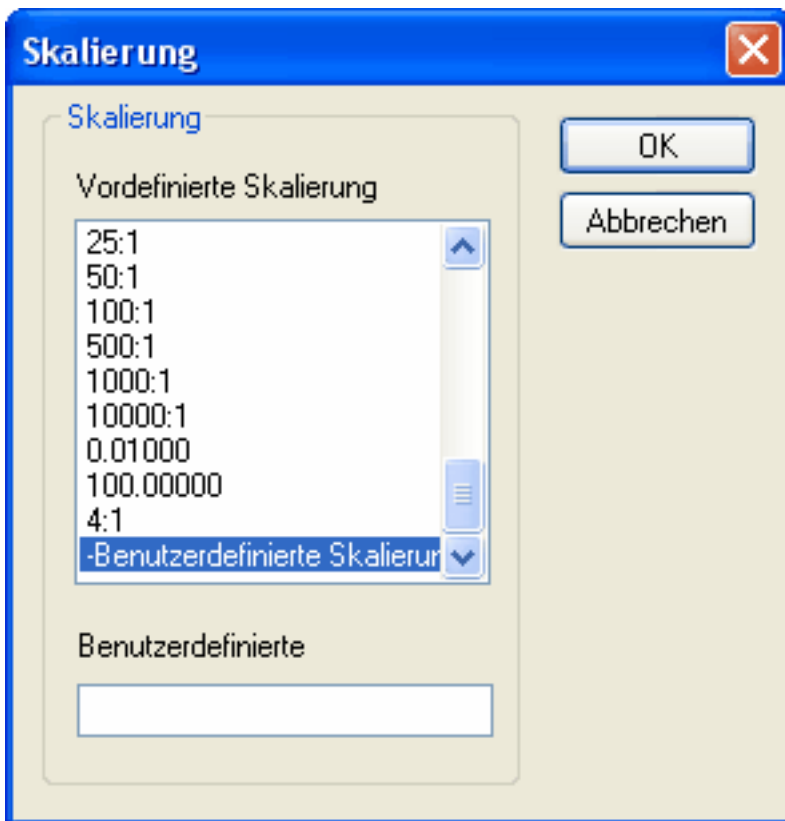 Skalierung
Skalierung
OK
Vordefinierte Skalierung
Abbrechen
25:1
50:1
100:1
500:1
1000:1
10000:1
0.01000
100.00000
4:1
-Benutzerdefinierte Skalierun
Benutzerdefinierte